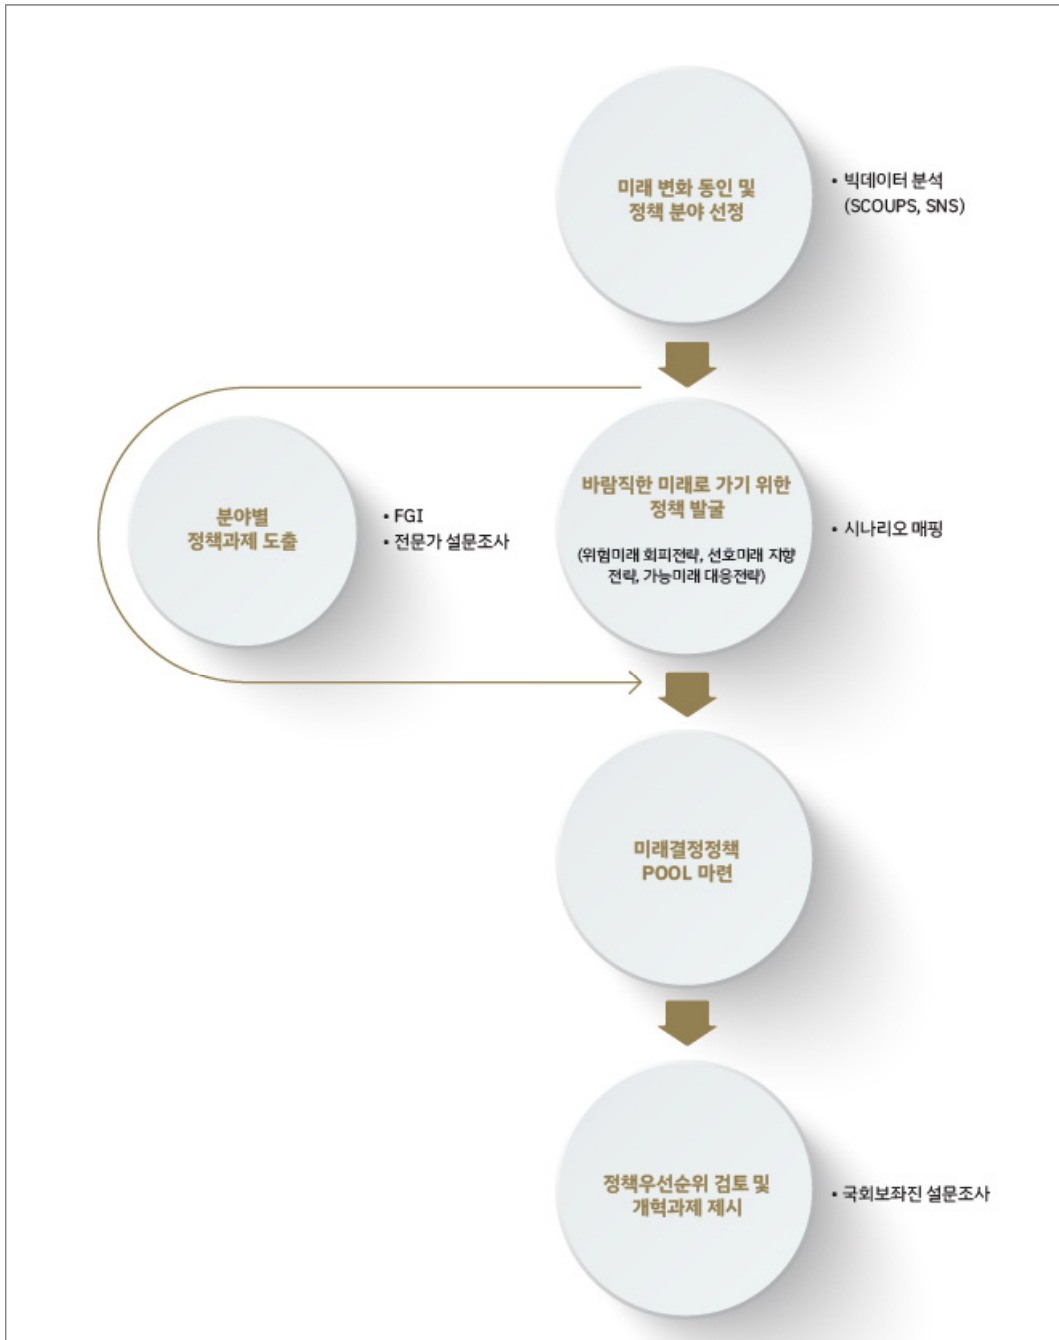 미래 변화 동인 및
정책 분야 선정
• 빅데이터 분석
(SCOUPS, SNS)
분야별
정책과제 도출
• FGI
• 전문가 설문조사
바람직한 미래로 가기 위한
정책 발굴
(위험미래 회피전략, 선호미래 지향
전략, 가능미래 대응전략)
• 시나리오 매핑
미래결정정책
POOL 마련
정책우선순위 검토 및
개혁과제 제시
• 국회보좌진 설문조사